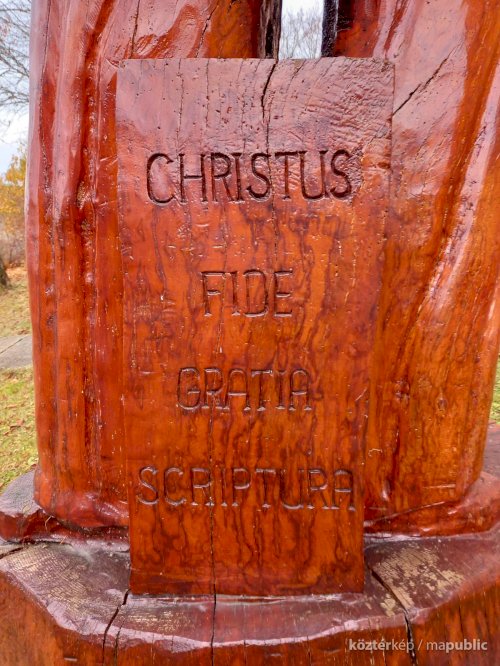 CHRISTUS
FIDE
GRATIA
SCRIPTURA
köztérkép / mapublic